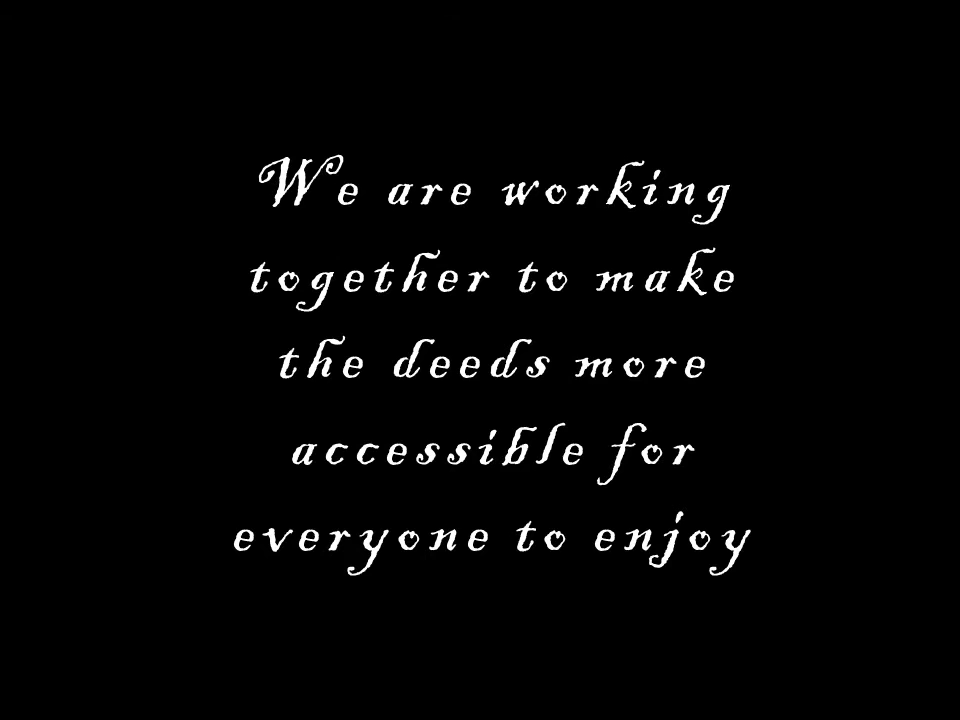 We are working
together to make
the deeds more
accessible for
everyone to enjoy